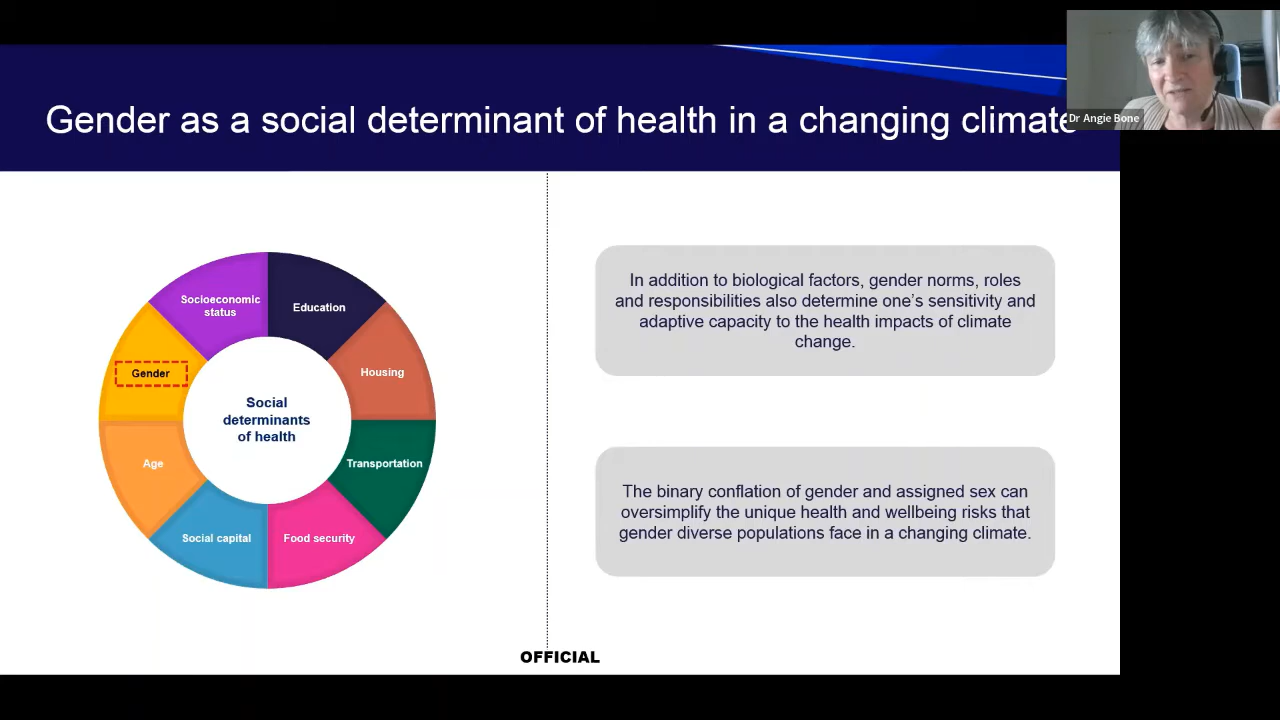 Gender as a social determinant of health in a changing climate
Dr Angie Bone
Socioeconomic
status
Education
Gender
Housing
Social
determinants
of health
Age
Transportation
Social capital
Food security
In addition to biological factors, gender norms, roles
and responsibilities also determine one's sensitivity and
adaptive capacity to the health impacts of climate
change.
The binary conflation of gender and assigned sex can
oversimplify the unique health and wellbeing risks that
gender diverse populations face in a changing climate.
OFFICIAL